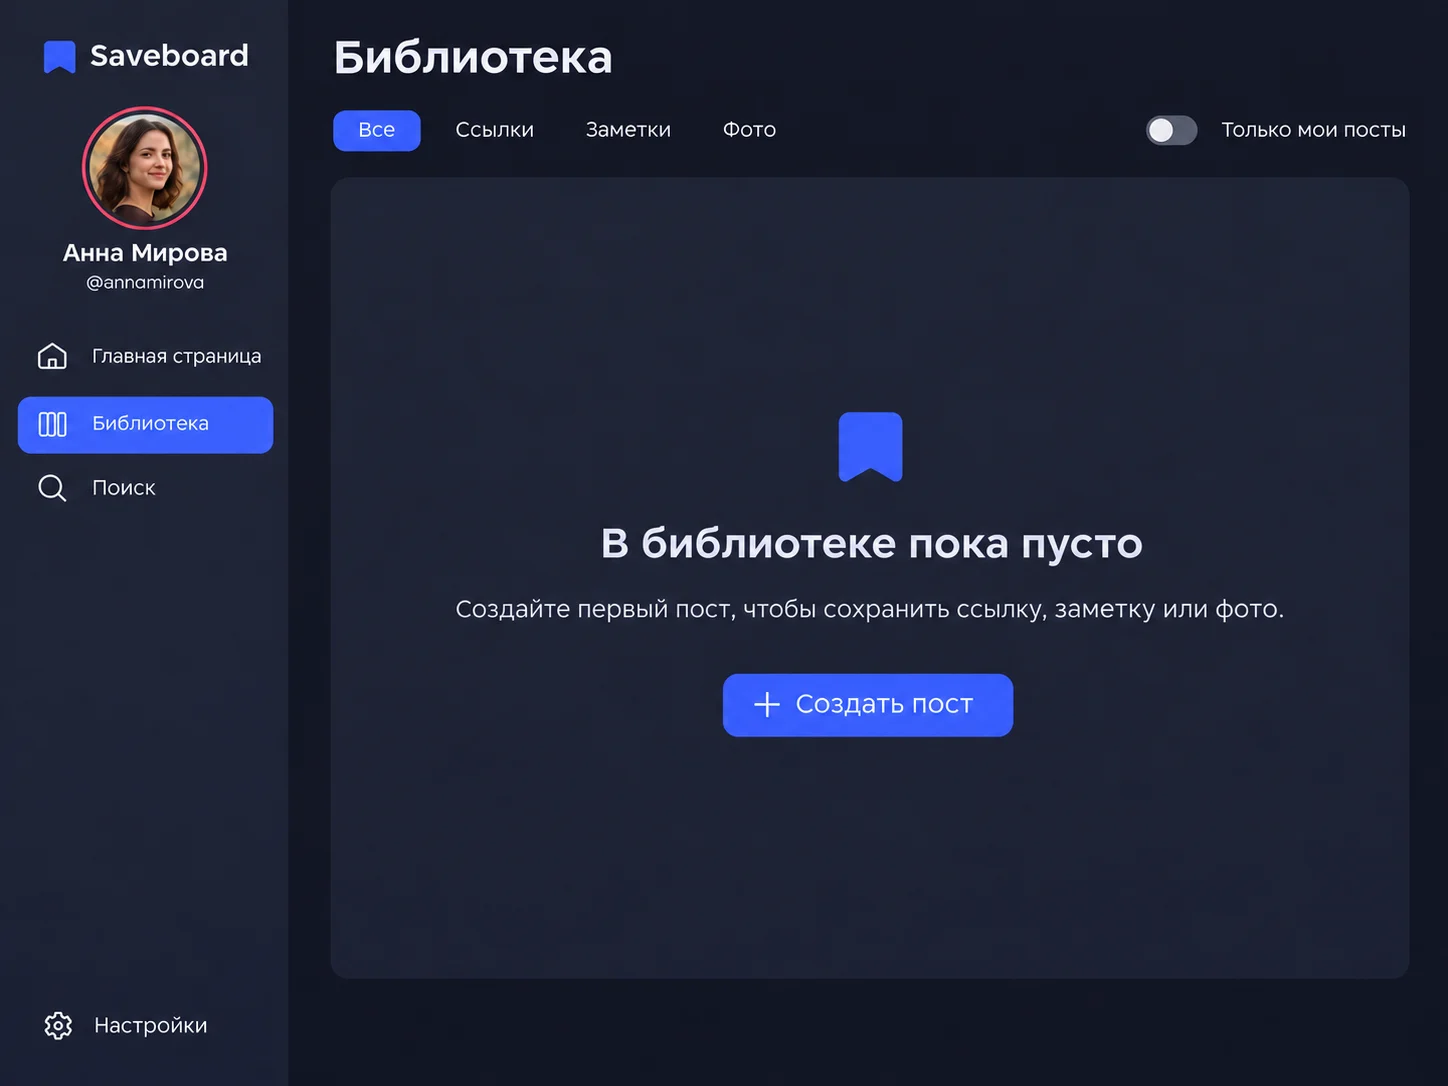 Saveboard
Анна Мирова
@annamirova
Главная страница
Библиотека
Поиск
Настройки
Библиотека
Все
Ссылки
Заметки
Фото
Только мои посты
В библиотеке пока пусто
Создайте первый пост, чтобы сохранить ссылку, заметку или фото.
Создать пост